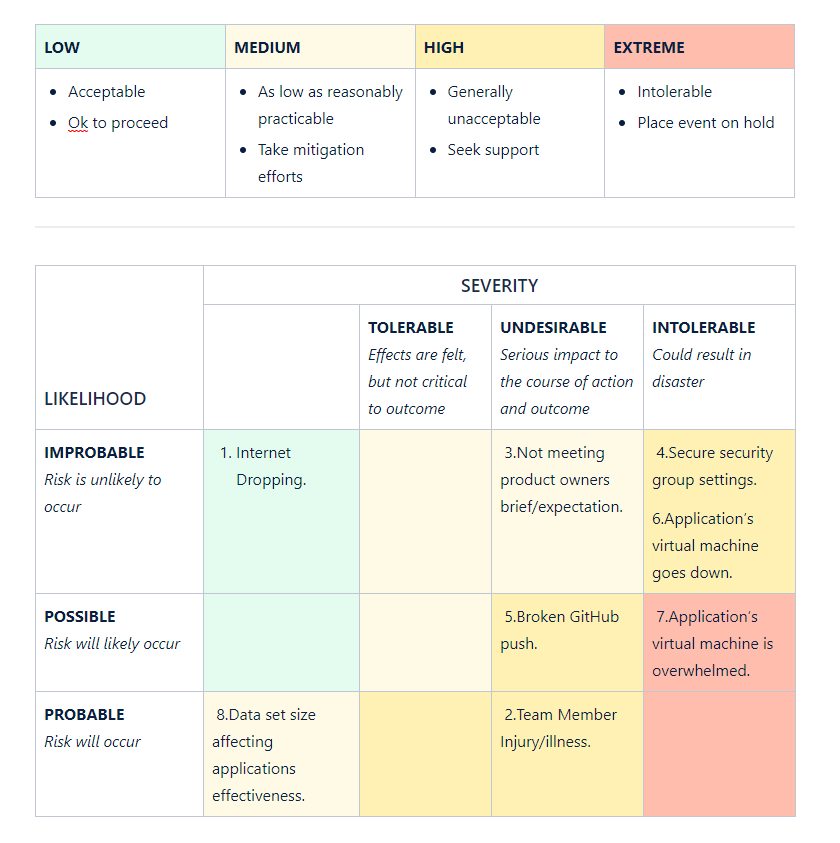 LOW
MEDIUM
HIGH
EXTREME
Acceptable
Ok to proceed
As low as reasonably
practicable
Take mitigation
efforts
Generally
unacceptable
Seek support
Intolerable
Place event on hold
SEVERITY
LIKELIHOOD
TOLERABLE
Effects are felt,
but not critical
to outcome
UNDESIRABLE
Serious impact to
the course of action
and outcome
INTOLERABLE
Could result in
disaster
IMPROBABLE
Risk is unlikely to
occur
1. Internet
Dropping.
3.Not meeting
product owners
brief/expectation.
4.Secure security
group settings.
6.Application's
virtual machine
goes down.
POSSIBLE
Risk will likely occur
5.Broken GitHub
push.
7.Application's
virtual machine is
overwhelmed.
PROBABLE
Risk will occur
8.Data set size
affecting
applications
effectiveness.
2.Team Member
Injury/illness.